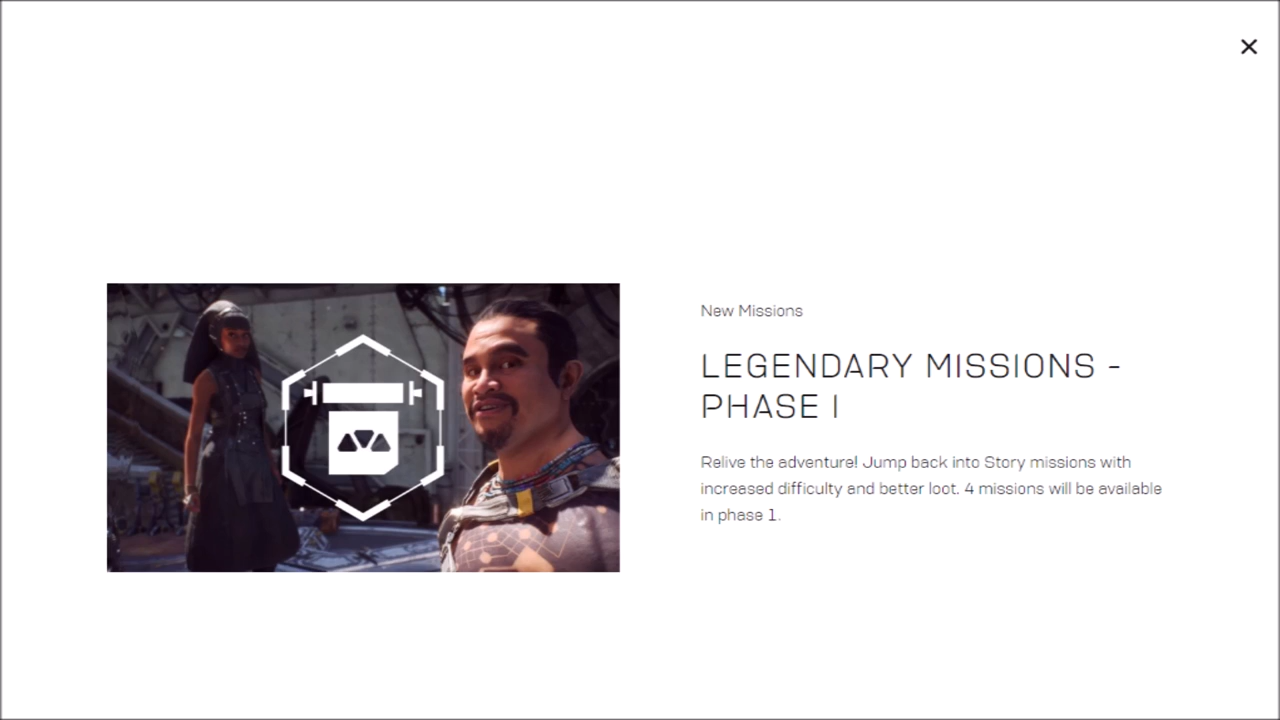 New Missions
LEGENDARY MISSIONS -
PHASE I
Relive the adventure! Jump back into Story missions with
increased difficulty and better loot. 4 missions will be available
in phase 1.